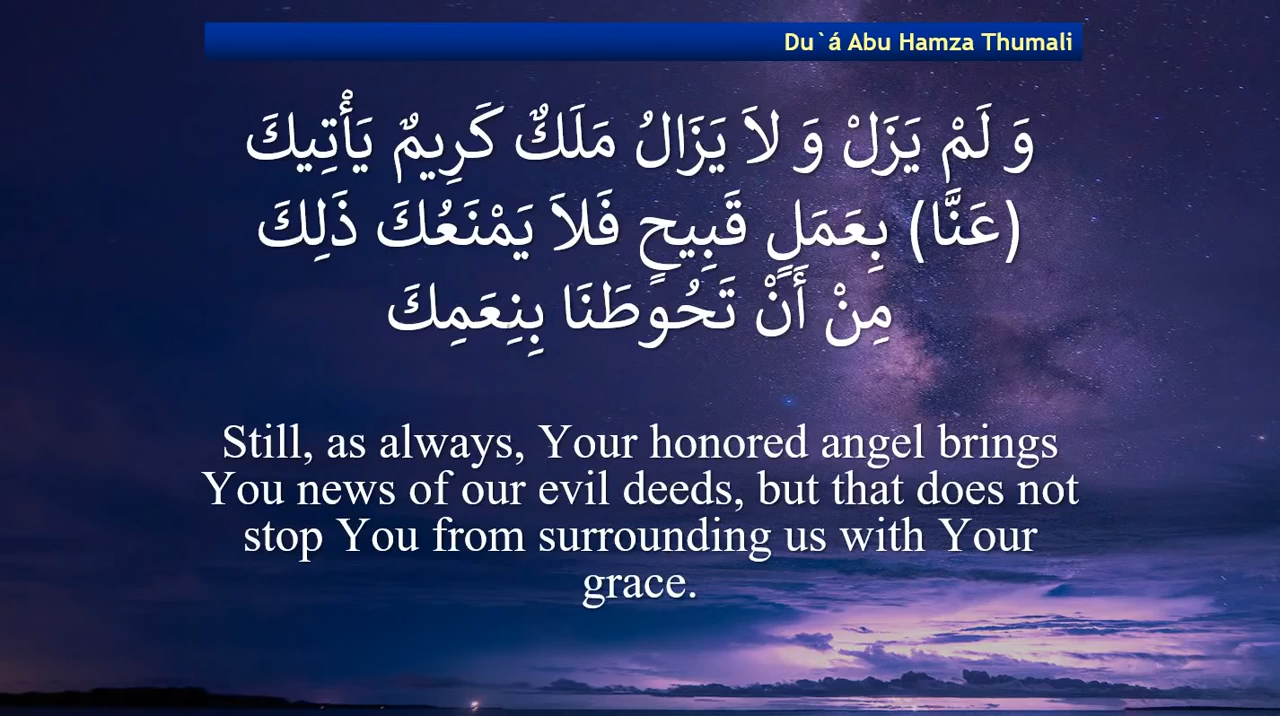 Du`á Abu Hamza Thumali
وَ لَمْ يَزَلْ وَ لاَ يَزَالُ مَلَكٌ كَرِيمٌ يَأْتِيكَ
(عَنَّا) بِعَمَلٍ قَبِيحٍ فَلاَ يَمْنَعُكَ ذَلِكَ
مِنْ أَنْ تَحُوطَنَا بِنِعَمِكَ
Still, as always, Your honored angel brings
You news of our evil deeds, but that does not
stop You from surrounding us with Your
grace.